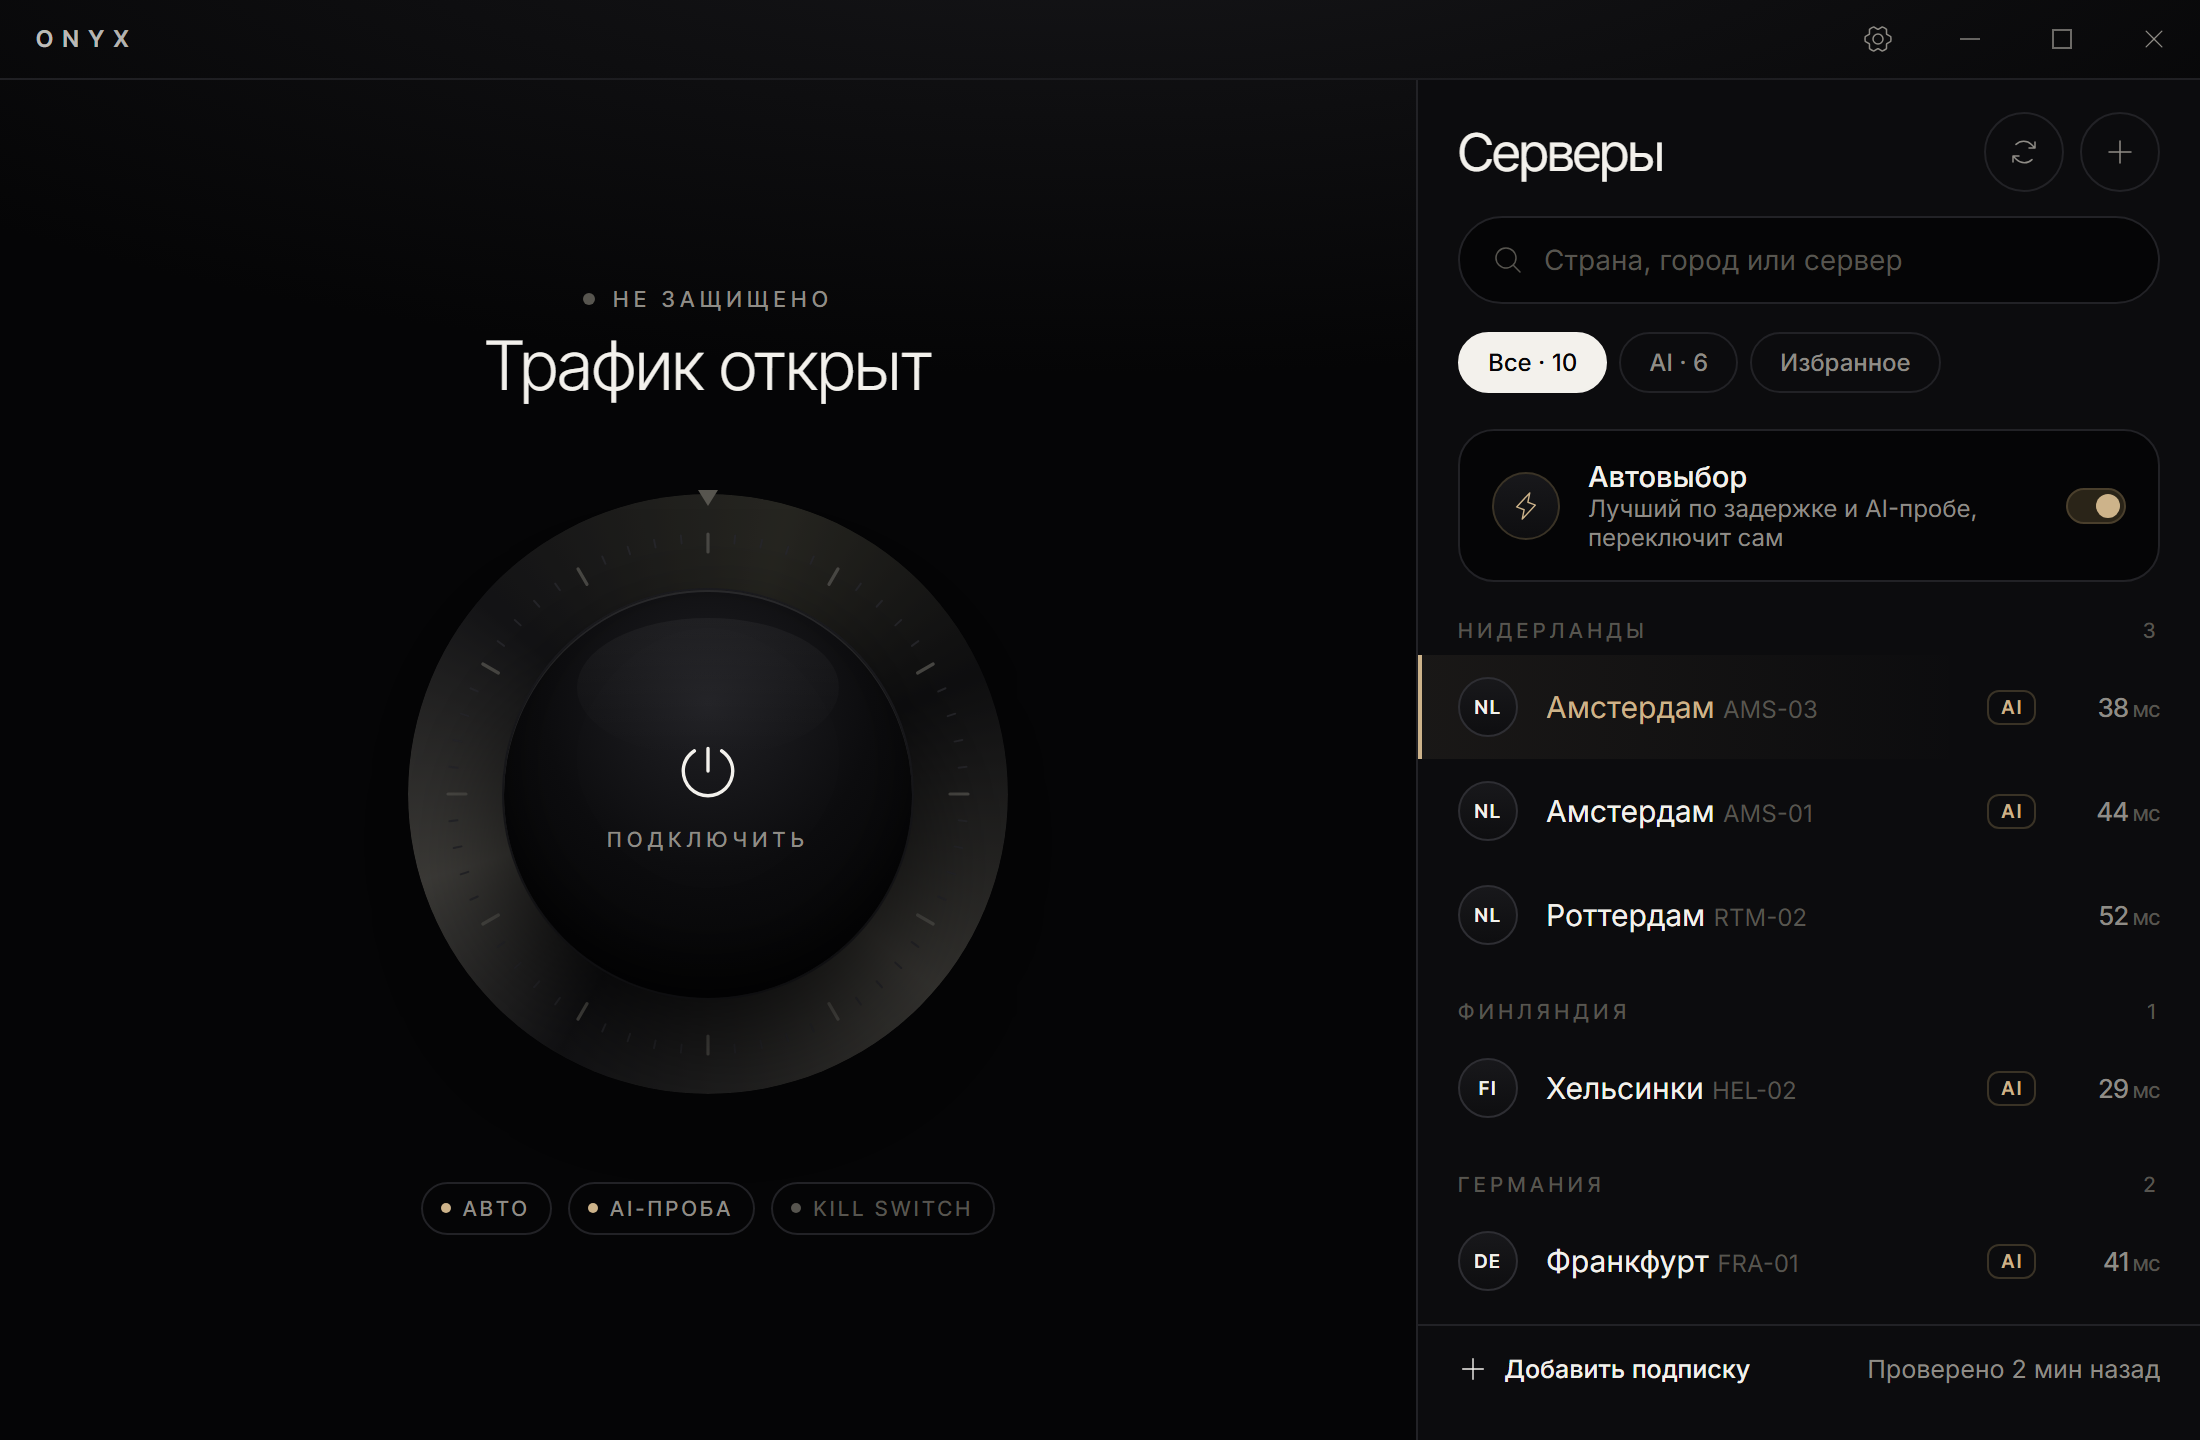 ONYX
НЕ ЗАЩИЩЕНО
Трафик открыт
ПОДКЛЮЧИТЬ
АВТО
AI-ПРОБА
KILL SWITCH
Серверы
Страна, город или сервер
Все · 10
AI · 6
Избранное
Автовыбор
Лучший по задержке и AI-пробе,
переключит сам
НИДЕРЛАНДЫ 3
NL Амстердам AMS-03 AI 38 мс
NL Амстердам AMS-01 AI 44 мс
NL Роттердам RTM-02 52 мс
ФИНЛЯНДИЯ 1
FI Хельсинки HEL-02 AI 29 мс
ГЕРМАНИЯ 2
DE Франкфурт FRA-01 AI 41 мс
Добавить подписку
Проверено 2 мин назад